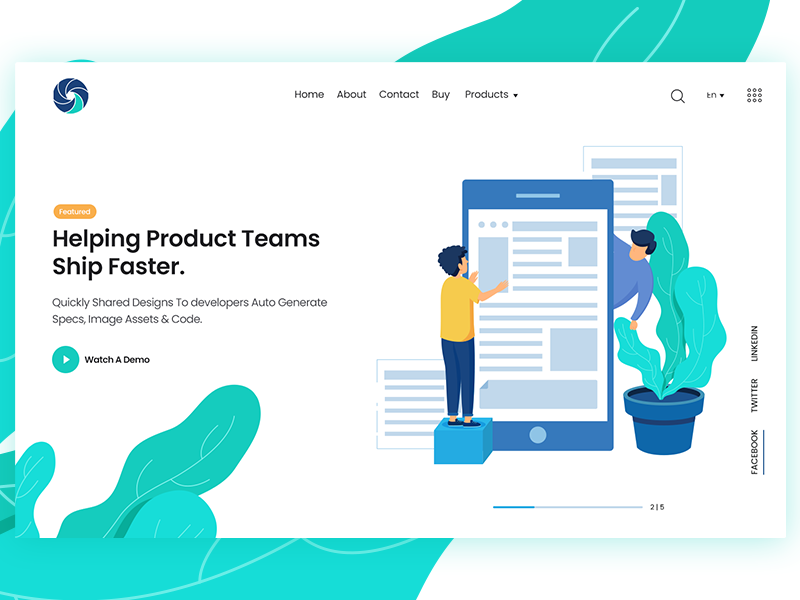 Home About Contact Buy Products
En
Featured
Helping Product Teams
Ship Faster.
Quickly Shared Designs To developers Auto Generate
Specs, Image Assets & Code.
Watch A Demo
LINKEDIN
TWITTER
FACEBOOK
2 | 5